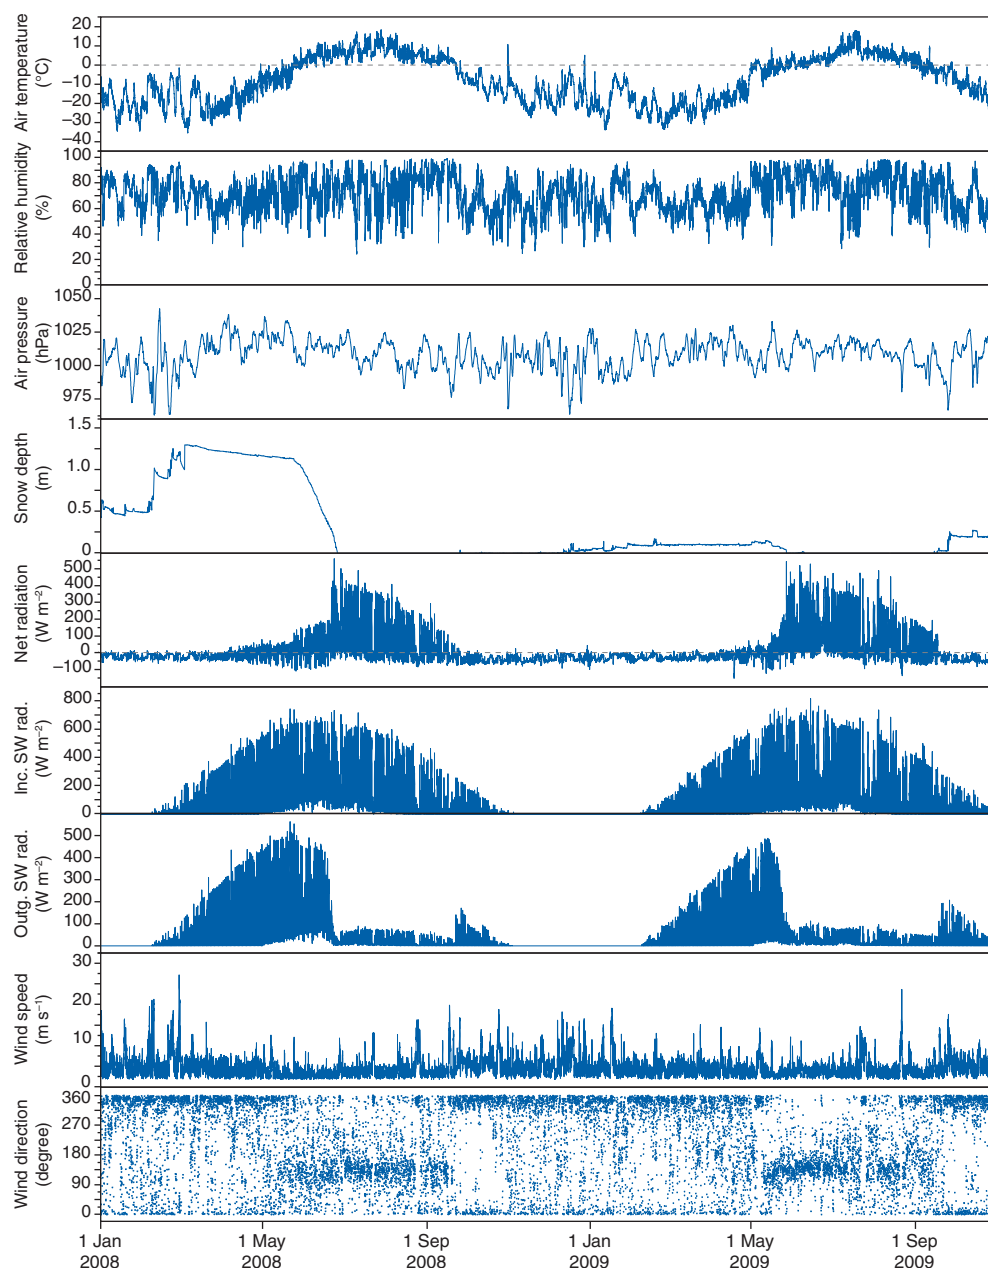 Air temperature
(°C)
20
10
0
–10
–20
–30
–40
Relative humidity
(%)
100
80
60
40
20
0
Air pressure
(hPa)
1050
1025
1000
975
Snow depth
(m)
1.5
1.0
0.5
0
Net radiation
(W m–2)
500
400
300
200
100
0
–100
Inc. SW rad.
(W m–2)
800
600
400
200
0
Outg. SW rad.
(W m–2)
500
400
300
200
100
0
Wind speed
(m s–1)
30
20
10
0
Wind direction
(degree)
360
270
180
90
0
1 Jan
2008
1 May
2008
1 Sep
2008
1 Jan
2009
1 May
2009
1 Sep
2009